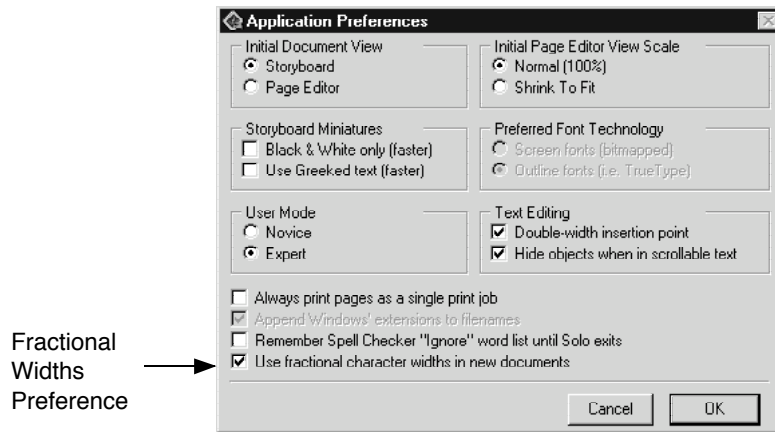 Application Preferences
Initial Document View
Storyboard
Page Editor
Initial Page Editor View Scale
Normal (100%)
Shrink To Fit
Storyboard Miniatures
Black & White only (faster)
Use Greeked text (faster)
Preferred Font Technology
Screen fonts (bitmapped)
Outline fonts (i.e. TrueType)
User Mode
Novice
Expert
Text Editing
Double-width insertion point
Hide objects when in scrollable text
Always print pages as a single print job
Append Windows' extensions to filenames
Remember Spell Checker "Ignore" word list until Solo exits
Use fractional character widths in new documents
Fractional
Widths
Preference
Cancel
OK